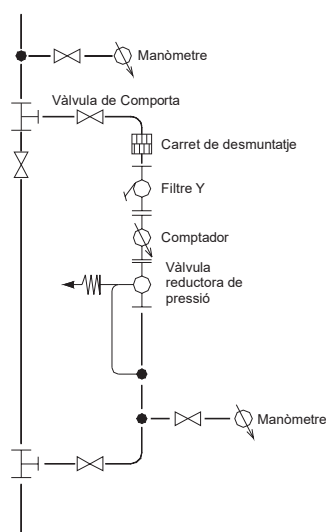 Manòmetre
Vàlvula de Comporta
Carret de desmuntatje
Filtre Y
Comptador
Vàlvula
reductora de
pressió
Manòmetre